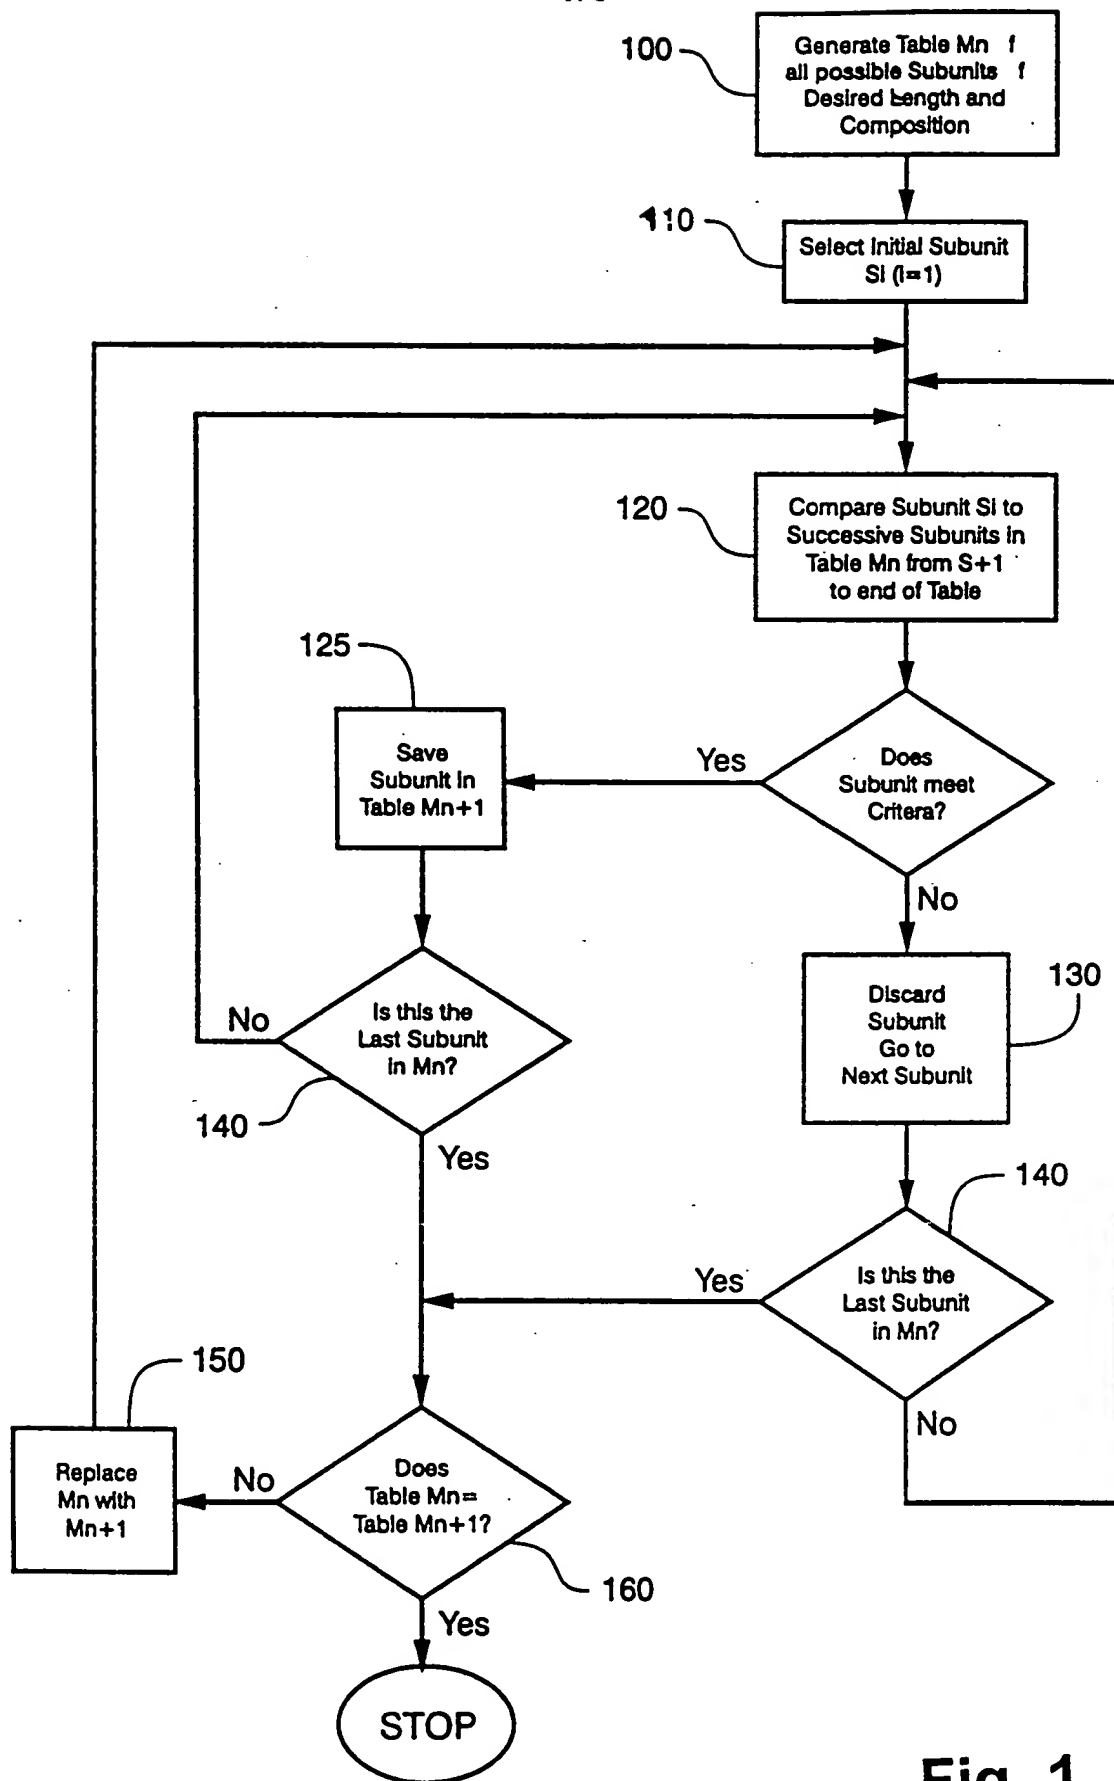 100
Generate Table Mn f
all possible Subunits f
Desired Length and
Composition
110
Select Initial Subunit
Si (i=1)
120
Compare Subunit Si to
Successive Subunits in
Table Mn from S+1
to end of Table
125
Save
Subunit in
Table Mn+1
Yes
Does
Subunit meet
Critera?
No
130
Discard
Subunit
Go to
Next Subunit
No
Is this the
Last Subunit
in Mn?
140
Yes
140
Yes
Is this the
Last Subunit
in Mn?
No
150
Replace
Mn with
Mn+1
No
Does
Table Mn=
Table Mn+1?
160
Yes
STOP
Fig. 1